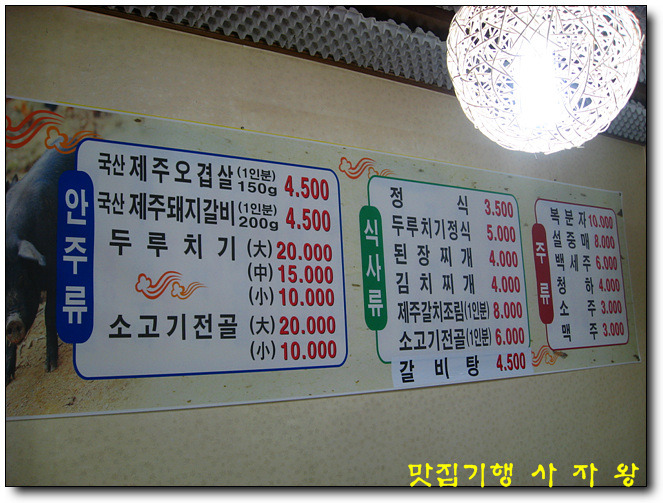 안주류
국산 제주오겹살 (1인분) 150g 4.500
국산 제주돼지갈비 (1인분) 200g 4.500
두루치기 (大) 20.000
(中) 15.000
(小) 10.000
소고기전골 (大) 20.000
(小) 10.000
식사류
정식 3.500
두루치기정식 5.000
된장찌개 4.000
김치찌개 4.000
제주갈치조림(1인분) 8.000
소고기전골(1인분) 6.000
갈비탕 4.500
주류
복분자 10.000
설중매 8.000
백세주 6.000
청하 4.000
소주 3.000
맥주 3.000
맛집기행 사자왕